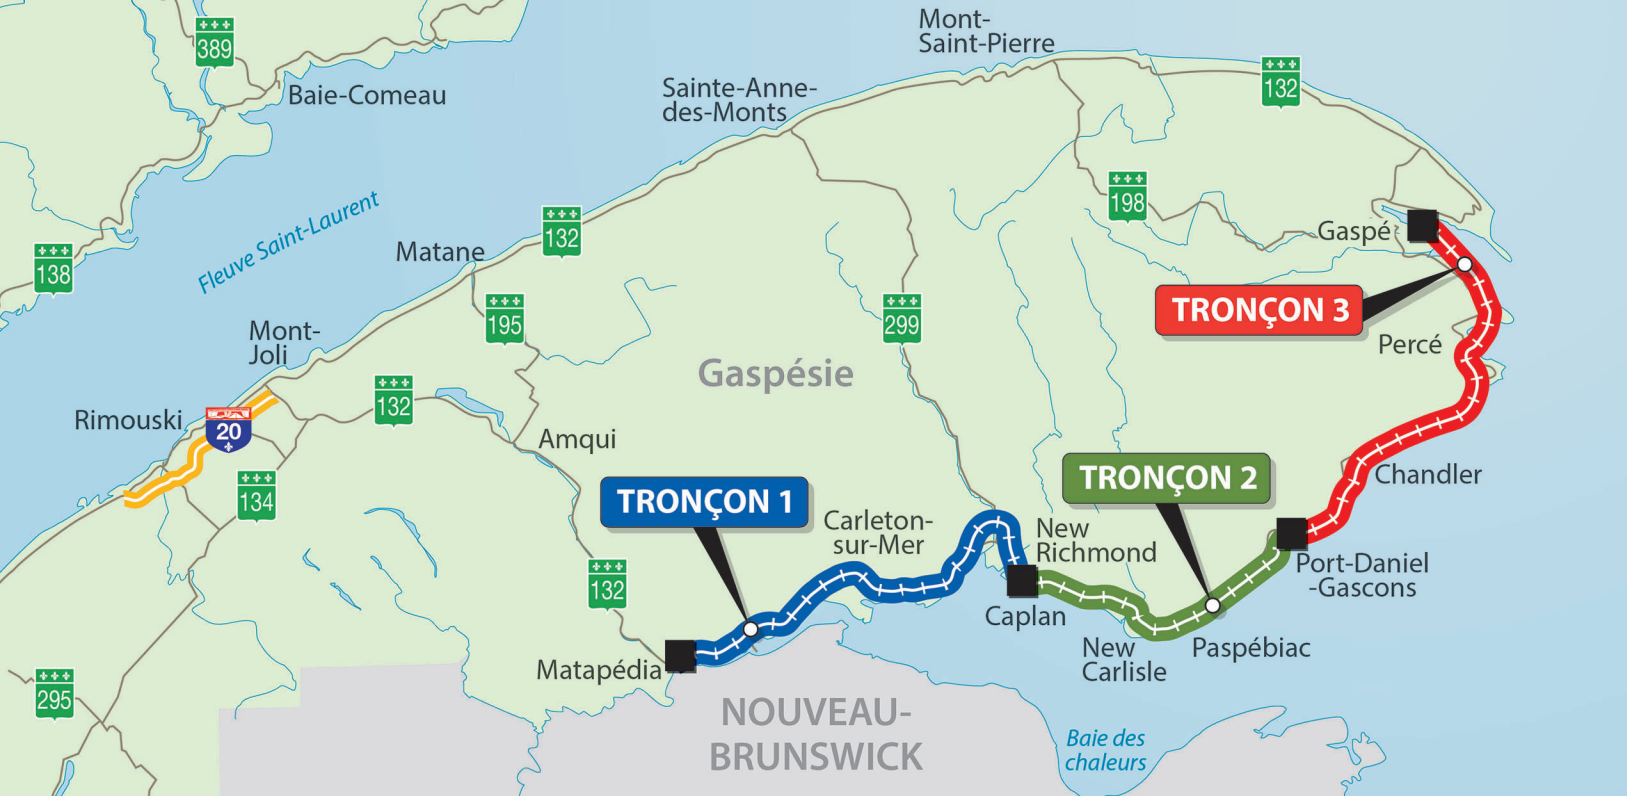 Mont-
Saint-Pierre
389
132
Baie-Comeau
Sainte-Anne-
des-Monts
198
Fleuve Saint-Laurent
132
Gaspé
138
Matane
TRONÇON 3
195
299
Mont-
Joli
Percé
Gaspésie
132
Rimouski
20
Amqui
TRONÇON 2
Chandler
134
TRONÇON 1
Carleton-
sur-Mer
New
Richmond
Port-Daniel
-Gascons
132
Caplan
New
Carlisle
Paspébiac
Matapédia
295
NOUVEAU-
BRUNSWICK
Baie des
chaleurs